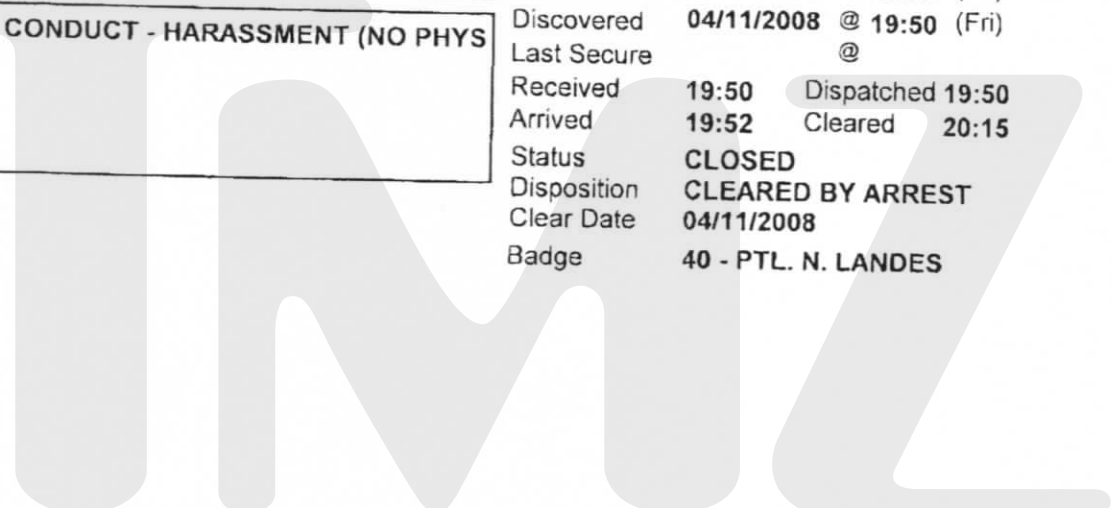 Discovered 04/11/2008 @ 19:50 (Fri)
CONDUCT - HARASSMENT (NO PHYS
Last Secure @
Received 19:50 Dispatched 19:50
Arrived 19:52 Cleared 20:15
Status CLOSED
Disposition CLEARED BY ARREST
Clear Date 04/11/2008
Badge 40 - PTL. N. LANDES
IMZ